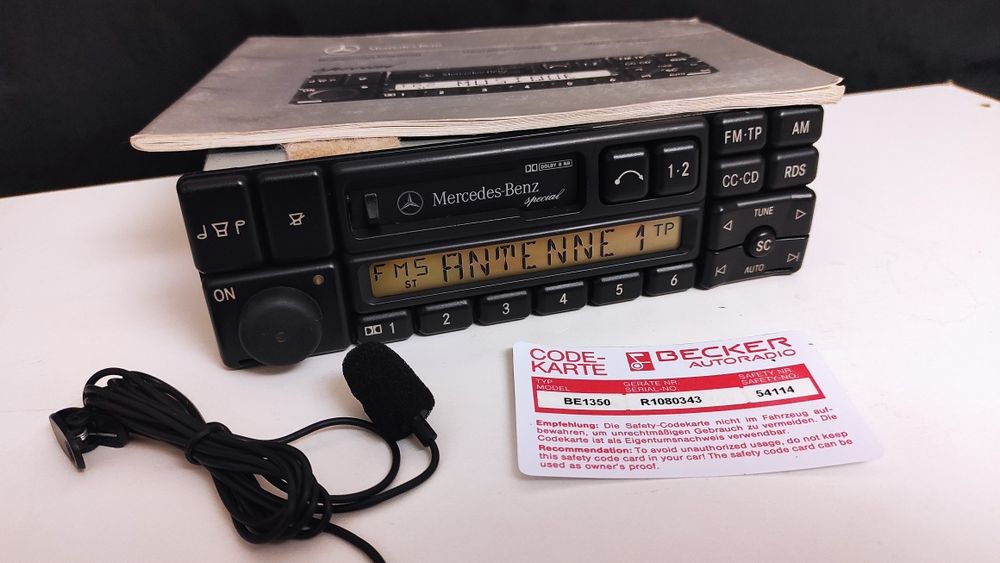 Mercedes-Benz
DOLBY B NR
Mercedes-Benz
special
1·2
FM·TP
AM
CC·CD
RDS
FMS ANTENNE 1 TP
ST
TUNE
SC
AUTO
ON
1
2
3
4
5
6
CODE-
KARTE
BECKER
AUTORADIO
TYP
MODEL
GERÄTE NR.
SERIAL-NO.
SAFETY NR.
SAFETY-NO.
BE1350
R1080343
54114
Empfehlung: Die Safety-Codekarte nicht im Fahrzeug auf-
bewahren, um unrechtmäßigen Gebrauch zu vermeiden. Die
Codekarte ist als Eigentumsnachweis verwendbar.
Recommendation: To avoid unauthorized usage, do not keep
this safety code card in your car! The safety code card can be
used as owner's proof.